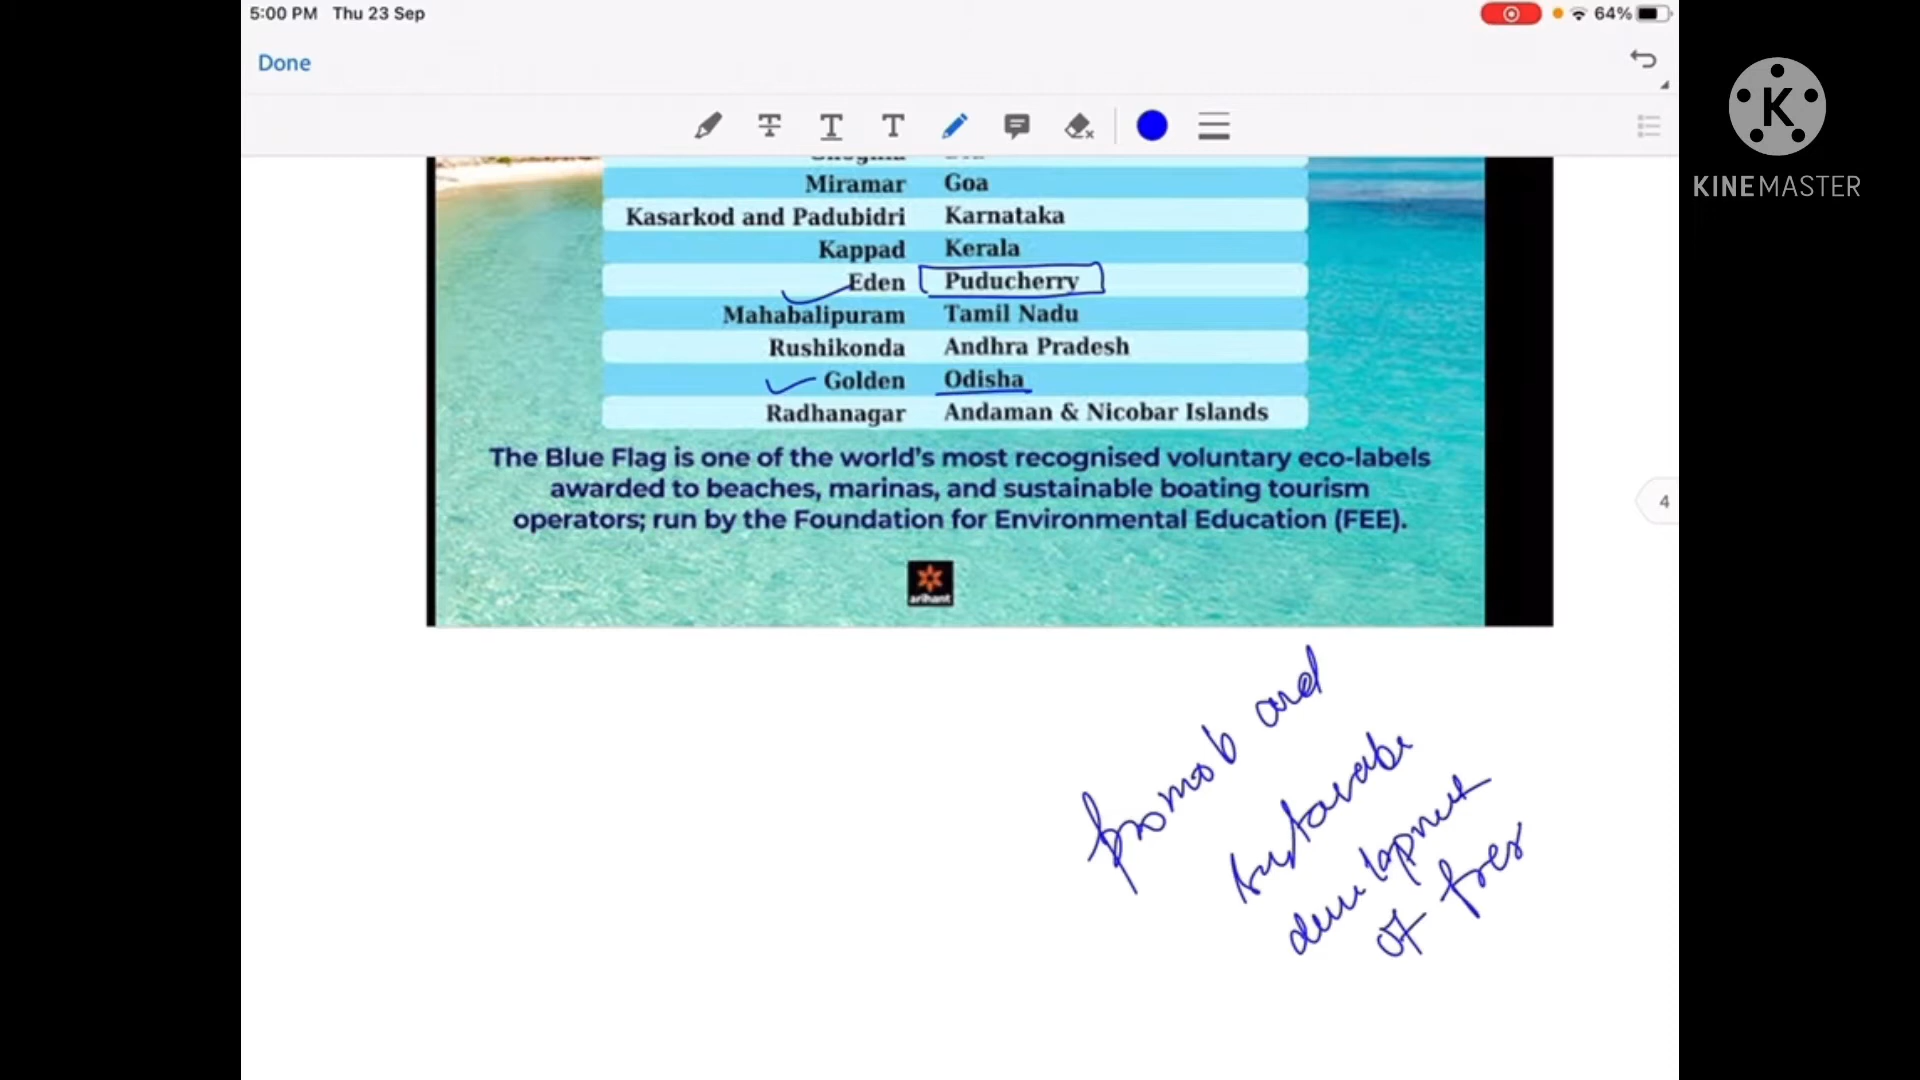 5:00 PM Thu 23 Sep
64%
Done
KINEMASTER
Miramar Goa
Kasarkod and Padubidri Karnataka
Kappad Kerala
Eden Puducherry
Mahabalipuram Tamil Nadu
Rushikonda Andhra Pradesh
Golden Odisha
Radhanagar Andaman & Nicobar Islands
The Blue Flag is one of the world's most recognised voluntary eco-labels
awarded to beaches, marinas, and sustainable boating tourism
operators; run by the Foundation for Environmental Education (FEE).
4
arihant
and
of